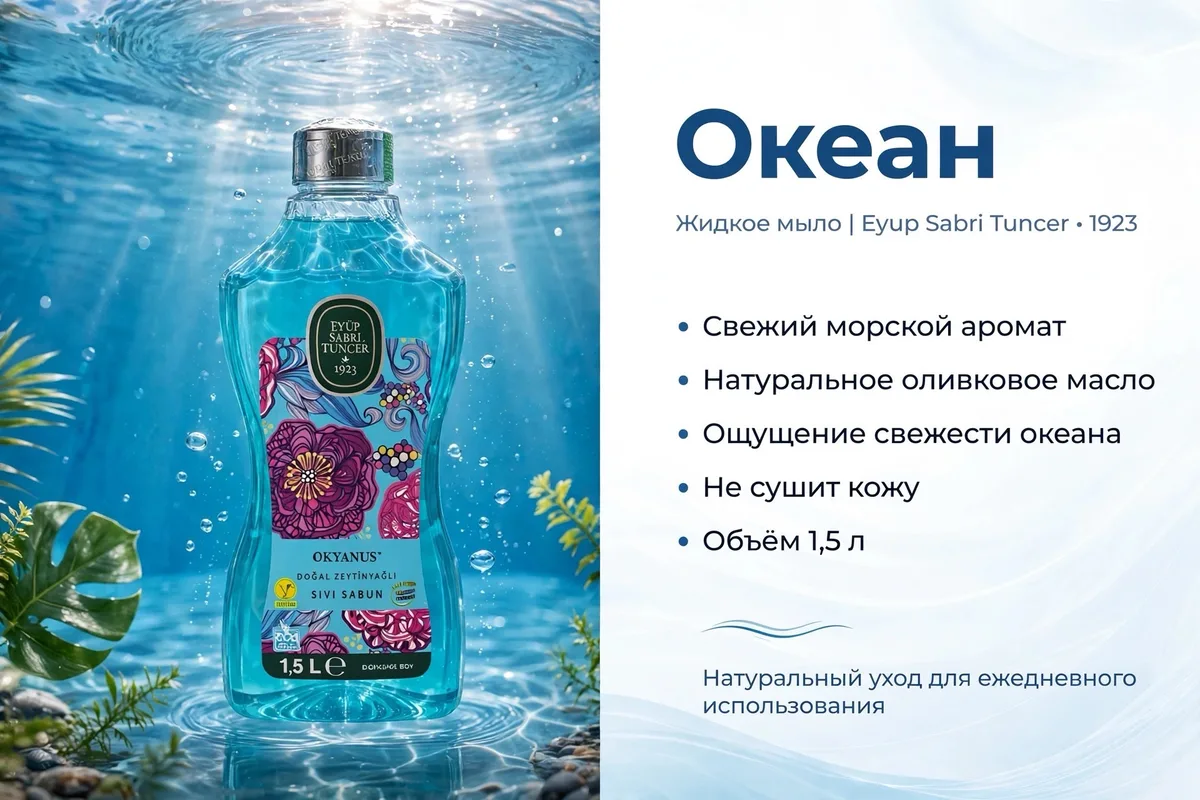 EYÜP
SABRİ
TUNCER
1923
OKYANUS
DOĞAL ZEYTİNYAĞLI
SIVI SABUN
1,5 L e
Океан
Жидкое мыло | Eyup Sabri Tuncer • 1923
• Свежий морской аромат
• Натуральное оливковое масло
• Ощущение свежести океана
• Не сушит кожу
• Объём 1,5 л
Натуральный уход для ежедневного
использования